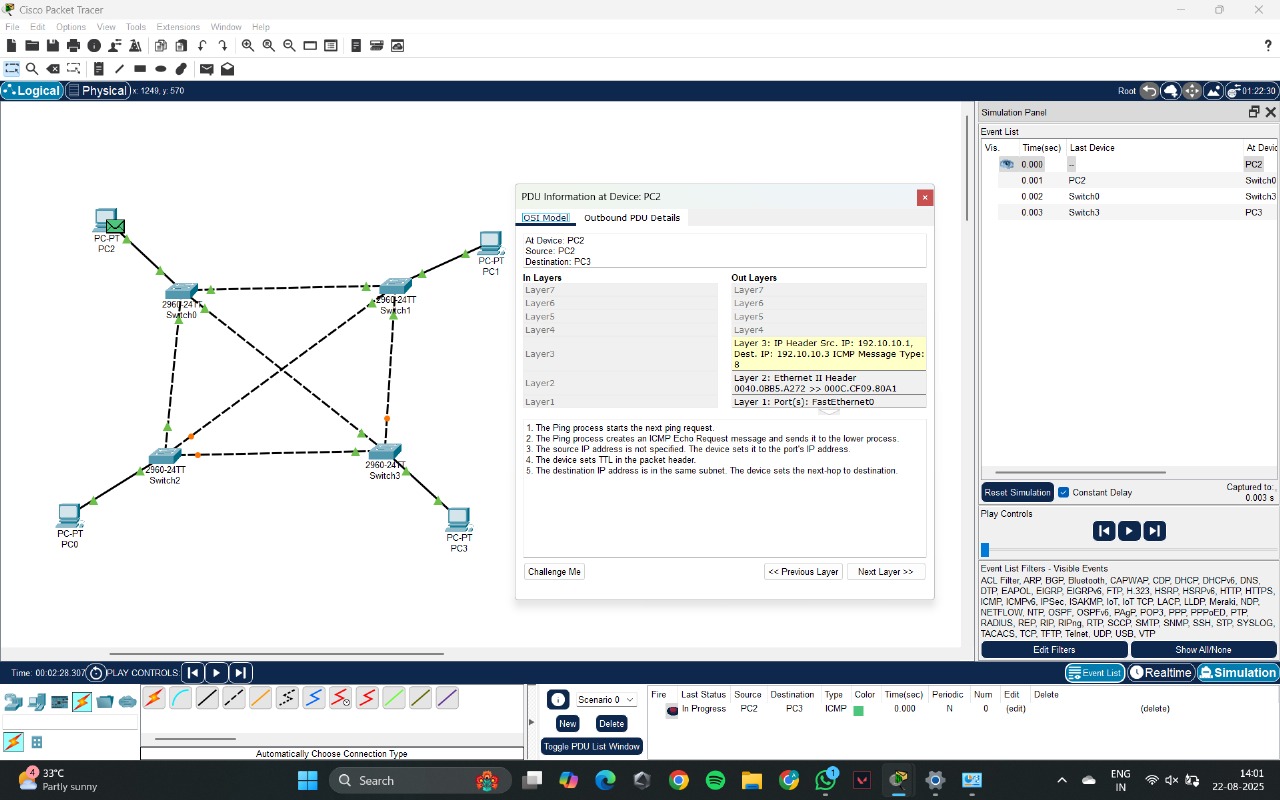 Cisco Packet Tracer
File Edit Options View Tools Extensions Window Help
?
Logical Physical x: 1249, y: 570 Root 01:22:30
PC-PT
PC2
PC-PT
PC1
2960-24TT
Switch0
2960-24TT
Switch1
2960-24TT
Switch2
2960-24TT
Switch3
PC-PT
PC0
PC-PT
PC3
PDU Information at Device: PC2
OSI Model Outbound PDU Details
At Device: PC2
Source: PC2
Destination: PC3
In Layers Out Layers
Layer7 Layer7
Layer6 Layer6
Layer5 Layer5
Layer4 Layer4
Layer3 Layer 3: IP Header Src. IP: 192.10.10.1,
Dest. IP: 192.10.10.3 ICMP Message Type:
8
Layer2 Layer 2: Ethernet II Header
0040.0BB5.A272 >> 000C.CF09.80A1
Layer1 Layer 1: Port(s): FastEthernet0
1. The Ping process starts the next ping request.
2. The Ping process creates an ICMP Echo Request message and sends it to the lower process.
3. The source IP address is not specified. The device sets it to the port's IP address.
4. The device sets TTL in the packet header.
5. The destination IP address is in the same subnet. The device sets the next-hop to destination.
Challenge Me << Previous Layer Next Layer >>
Simulation Panel
Event List
Vis. Time(sec) Last Device At Devic
0.000 -- PC2
0.001 PC2 Switch0
0.002 Switch0 Switch3
0.003 Switch3 PC3
Reset Simulation Constant Delay Captured to:
0.003 s
Play Controls
Event List Filters - Visible Events
ACL Filter, ARP, BGP, Bluetooth, CAPWAP, CDP, DHCP, DHCPv6, DNS,
DTP, EAPOL, EIGRP, EIGRPv6, FTP, H.323, HSRP, HSRPv6, HTTP, HTTPS,
ICMP, ICMPv6, IPSec, ISAKMP, IoT, IoT TCP, LACP, LLDP, Meraki, NDP,
NETFLOW, NTP, OSPF, OSPFv6, PAgP, POP3, PPP, PPPoED, PTP,
RADIUS, REP, RIP, RIPng, RTP, SCCP, SMTP, SNMP, SSH, STP, SYSLOG,
TACACS, TCP, TFTP, Telnet, UDP, USB, VTP
Edit Filters Show All/None
Time: 00:02:28.307 PLAY CONTROLS: Event List Realtime Simulation
Scenario 0
New Delete
Toggle PDU List Window
Fire Last Status Source Destination Type Color Time(sec) Periodic Num Edit Delete
In Progress PC2 PC3 ICMP 0.000 N 0 (edit) (delete)
Automatically Choose Connection Type
4
33°C
Partly sunny
Search
1
ENG
IN
14:01
22-08-2025